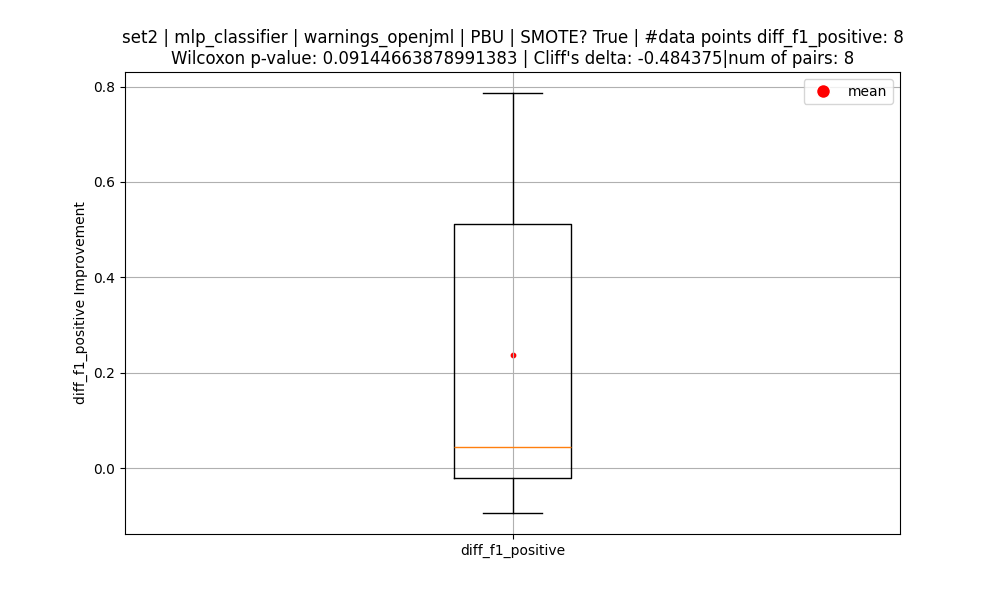 set2 | mlp_classifier | warnings_openjml | PBU | SMOTE? True | #data points diff_f1_positive: 8
Wilcoxon p-value: 0.09144663878991383 | Cliff's delta: -0.484375|num of pairs: 8
mean
0.8
0.6
0.4
0.2
0.0
diff_f1_positive Improvement
diff_f1_positive